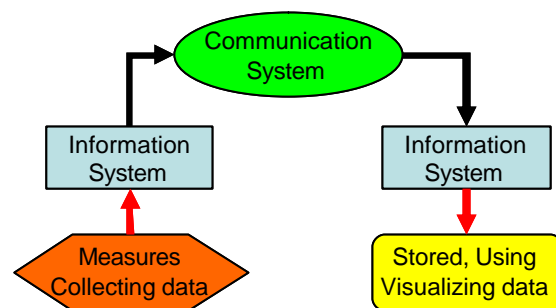 Communication
System
Information
System
Information
System
Measures
Collecting data
Stored, Using
Visualizing data